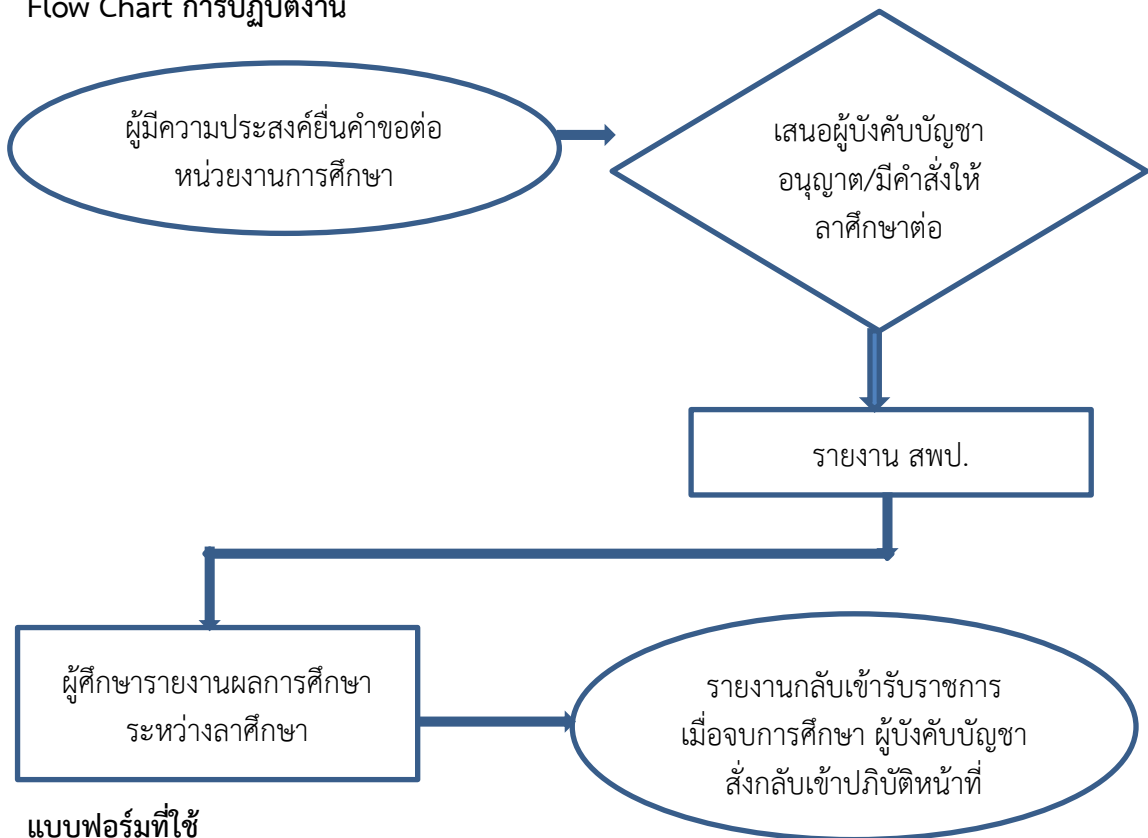 Flow Chart การปฏิบัติงาน
ผู้มีความประสงค์ยื่นคำขอต่อ
หน่วยงานการศึกษา
เสนอผู้บังคับบัญชา
อนุญาต/มีคำสั่งให้
ลาศึกษาต่อ
รายงาน สพป.
ผู้ศึกษารายงานผลการศึกษา
ระหว่างลาศึกษา
รายงานกลับเข้ารับราชการ
เมื่อจบการศึกษา ผู้บังคับบัญชา
สั่งกลับเข้าปฏิบัติหน้าที่
แบบฟอร์มที่ใช้